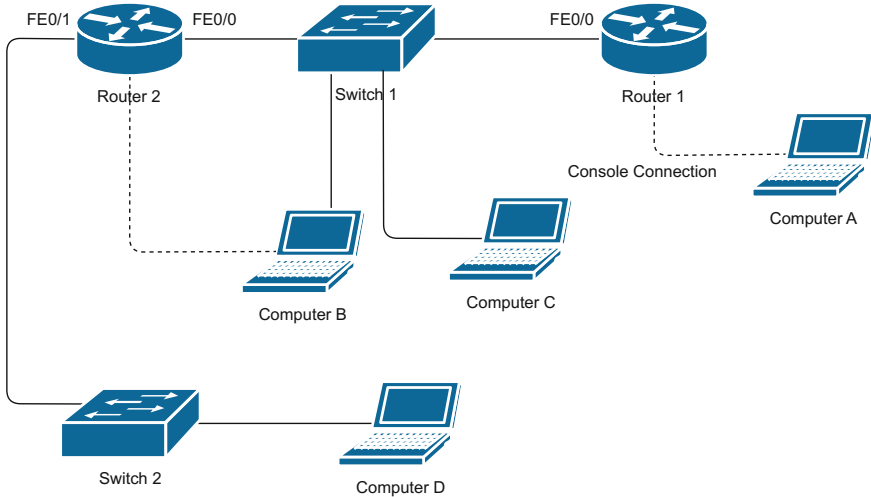 FE0/1
FE0/0
FE0/0
Router 2
Switch 1
Router 1
Console Connection
Computer A
Computer C
Computer B
Switch 2
Computer D